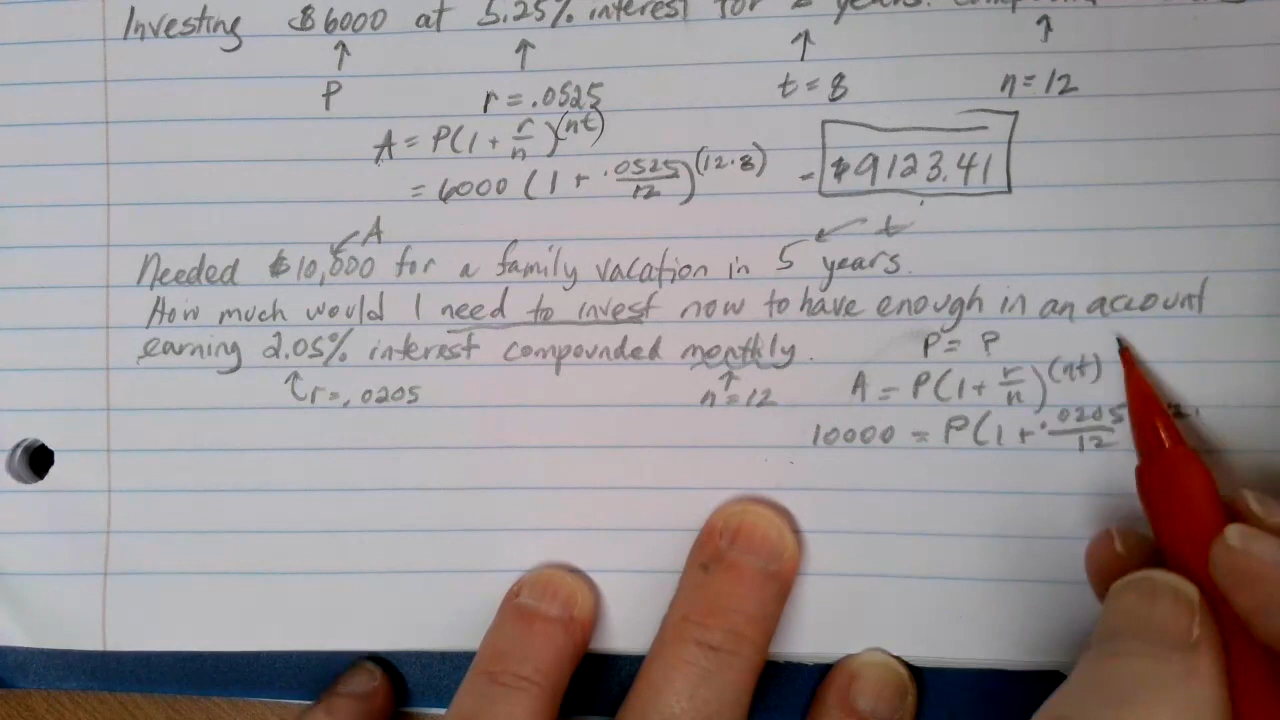 Investing $6000 at 5.25% interest for 8 years.
↑ ↑ ↑ ↑
P r = .0525 t = 8 n = 12
A = P(1 + r/n)^(nt)
= 6000 (1 + .0525/12)^(12·8) = $9123.41
A t
Needed $10,000 for a family vacation in 5 years.
How much would I need to invest now to have enough in an account
earning 2.05% interest compounded monthly. P = P
↑ r = .0205 ↑ n = 12 A = P(1 + r/n)^(nt)
10000 = P(1 + .0205/12